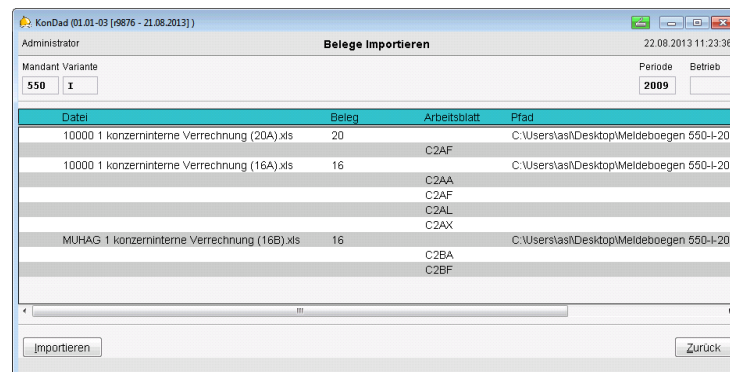 KonDad (01.01-03 [r9876 - 21.08.2013] )
Administrator Belege Importieren 22.08.2013 11:23:36
Mandant Variante Periode Betrieb
550 I 2009
Datei Beleg Arbeitsblatt Pfad
10000 1 konzerninterne Verrechnung (20A).xls 20 C:\Users\asl\Desktop\Meldeboegen 550-I-20
C2AF
10000 1 konzerninterne Verrechnung (16A).xls 16 C:\Users\asl\Desktop\Meldeboegen 550-I-20
C2AA
C2AF
C2AL
C2AX
MUHAG 1 konzerninterne Verrechnung (16B).xls 16 C:\Users\asl\Desktop\Meldeboegen 550-I-20
C2BA
C2BF
Importieren Zurück